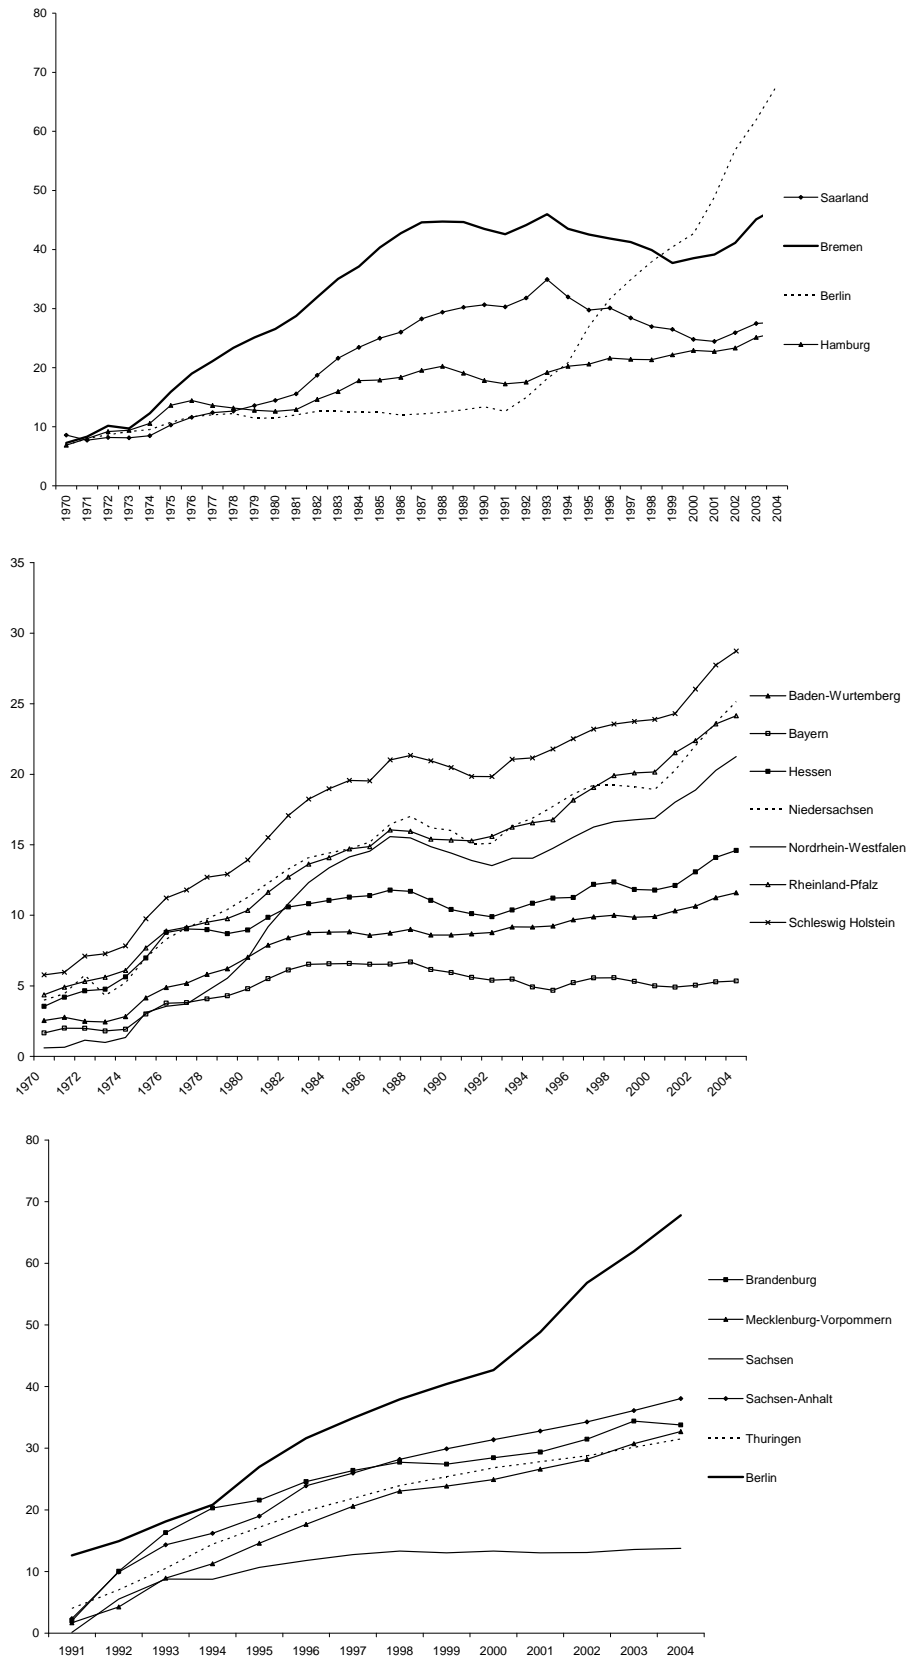 80
70
60
50
40
30
20
10
0
1970 1971 1972 1973 1974 1975 1976 1977 1978 1979 1980 1981 1982 1983 1984 1985 1986 1987 1988 1989 1990 1991 1992 1993 1994 1995 1996 1997 1998 1999 2000 2001 2002 2003 2004
Saarland
Bremen
Berlin
Hamburg
35
30
25
20
15
10
5
0
1970 1972 1974 1976 1978 1980 1982 1984 1986 1988 1990 1992 1994 1996 1998 2000 2002 2004
Baden-Wurtemberg
Bayern
Hessen
Niedersachsen
Nordrhein-Westfalen
Rheinland-Pfalz
Schleswig Holstein
80
70
60
50
40
30
20
10
0
1991 1992 1993 1994 1995 1996 1997 1998 1999 2000 2001 2002 2003 2004
Brandenburg
Mecklenburg-Vorpommern
Sachsen
Sachsen-Anhalt
Thuringen
Berlin